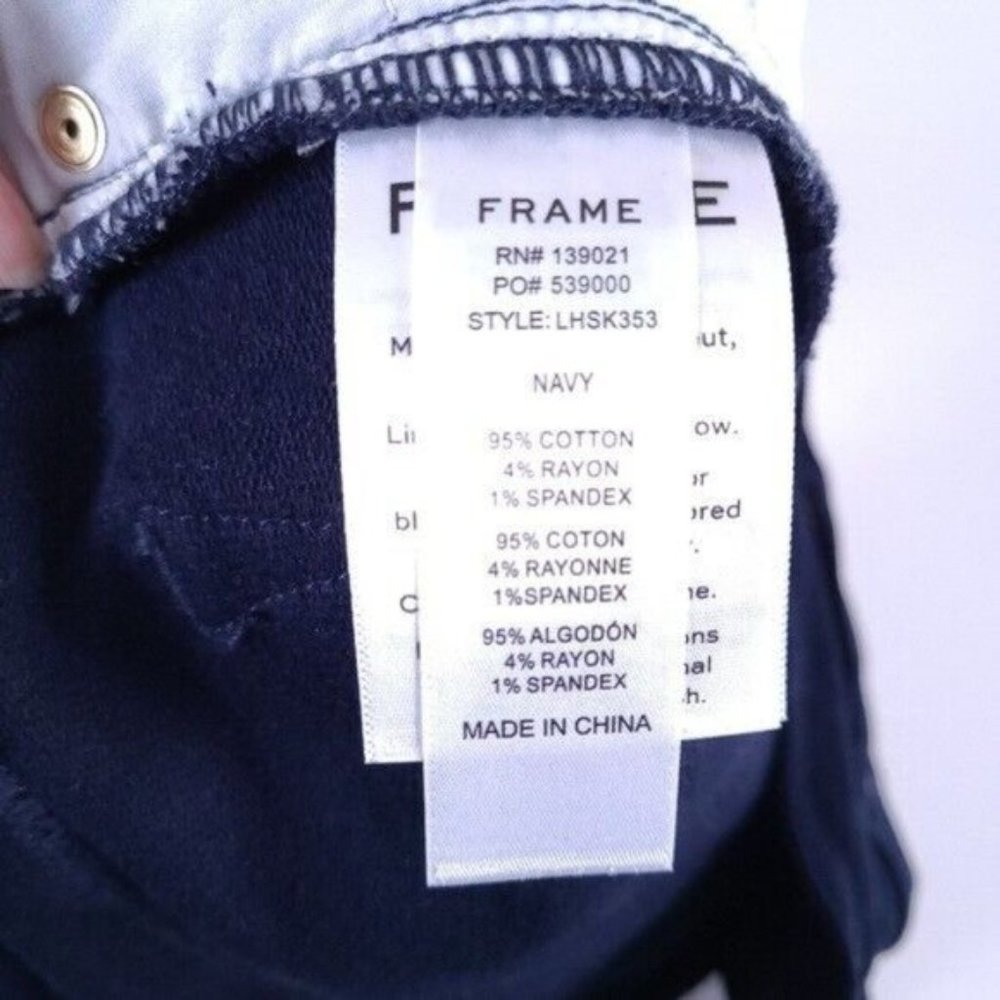 FRAME
RN# 139021
PO# 539000
STYLE: LHSK353
NAVY
95% COTTON
4% RAYON
1% SPANDEX
95% COTON
4% RAYONNE
1%SPANDEX
95% ALGODÓN
4% RAYON
1% SPANDEX
MADE IN CHINA